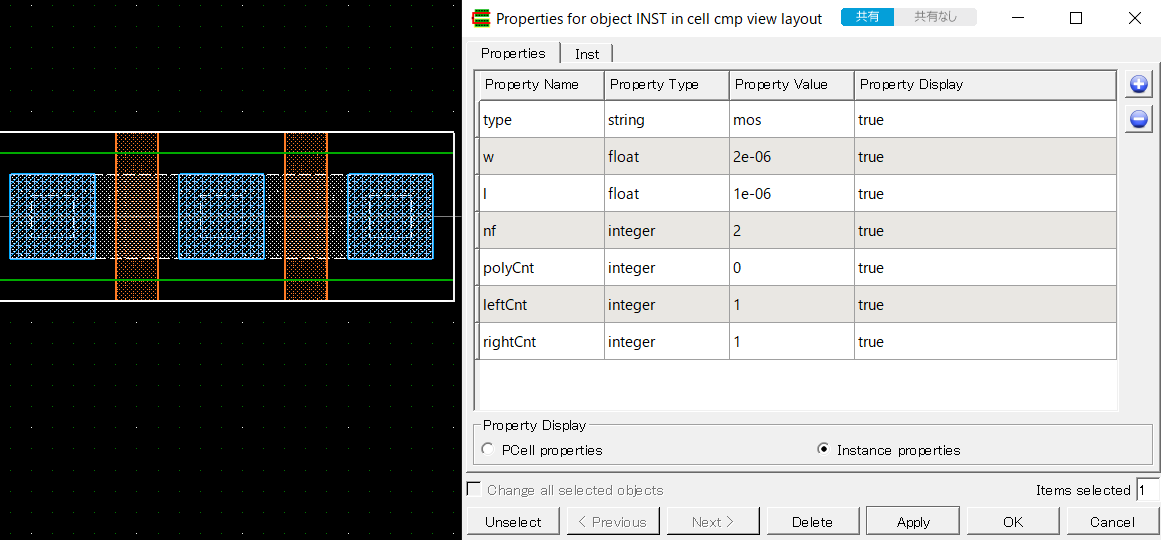 Properties for object INST in cell cmp view layout 共有 共有なし
Properties Inst
Property Name Property Type Property Value Property Display
type string mos true
w float 2e-06 true
l float 1e-06 true
nf integer 2 true
polyCnt integer 0 true
leftCnt integer 1 true
rightCnt integer 1 true
Property Display
PCell properties Instance properties
Change all selected objects Items selected 1
Unselect < Previous Next > Delete Apply OK Cancel